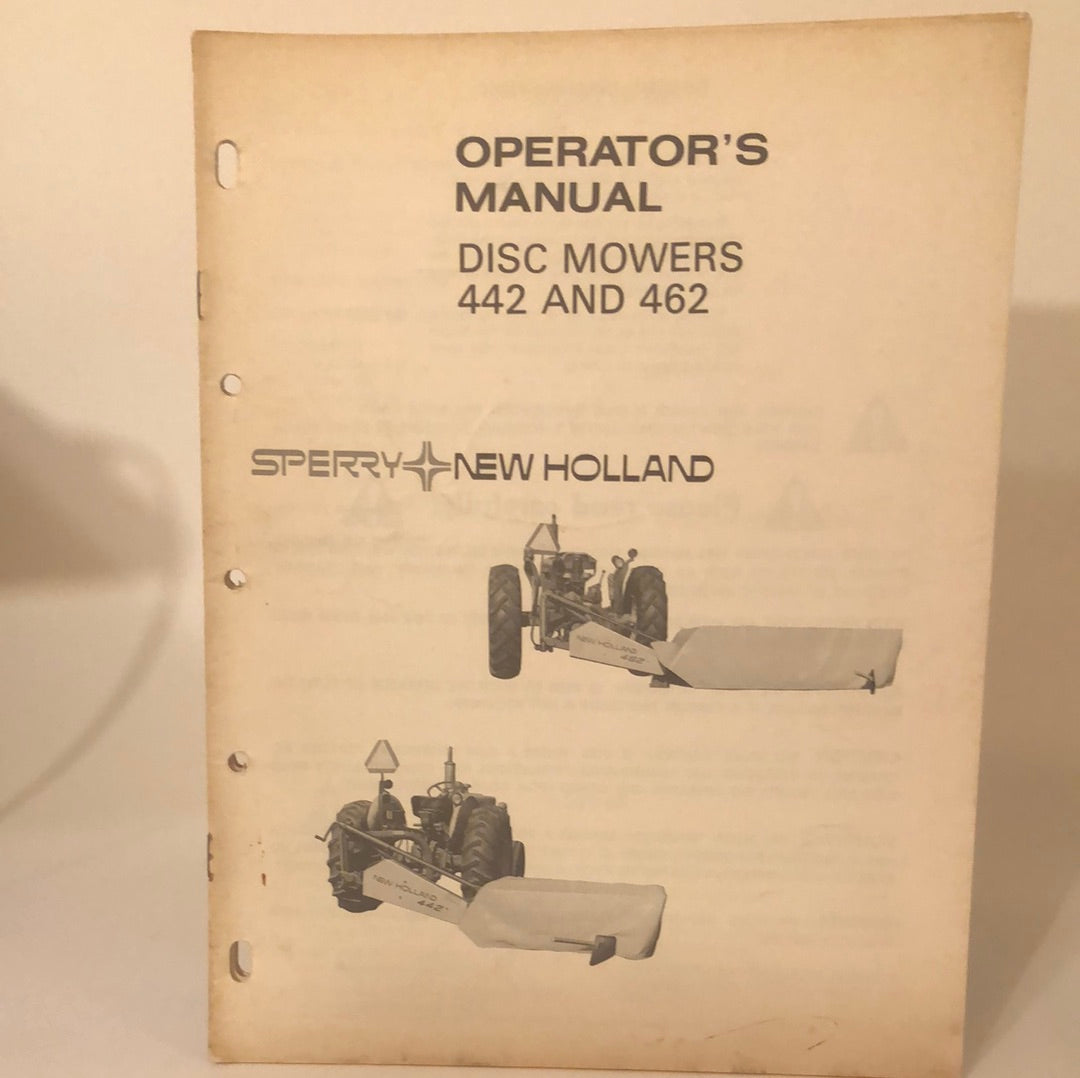 OPERATOR'S
MANUAL
DISC MOWERS
442 AND 462
SPERRY NEW HOLLAND
NEW HOLLAND
462
NEW HOLLAND
442